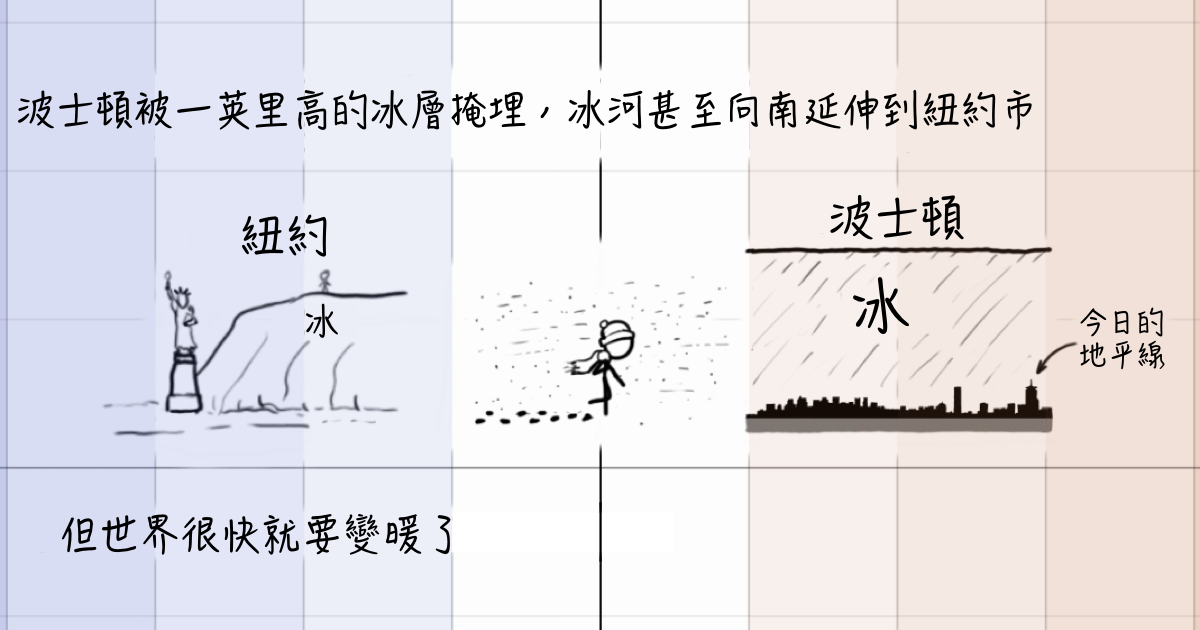 波士頓被一英里高的冰層掩埋，冰河甚至向南延伸到紐約市
紐約
冰
波士頓
冰
今日的
地平線
但世界很快就要變暖了